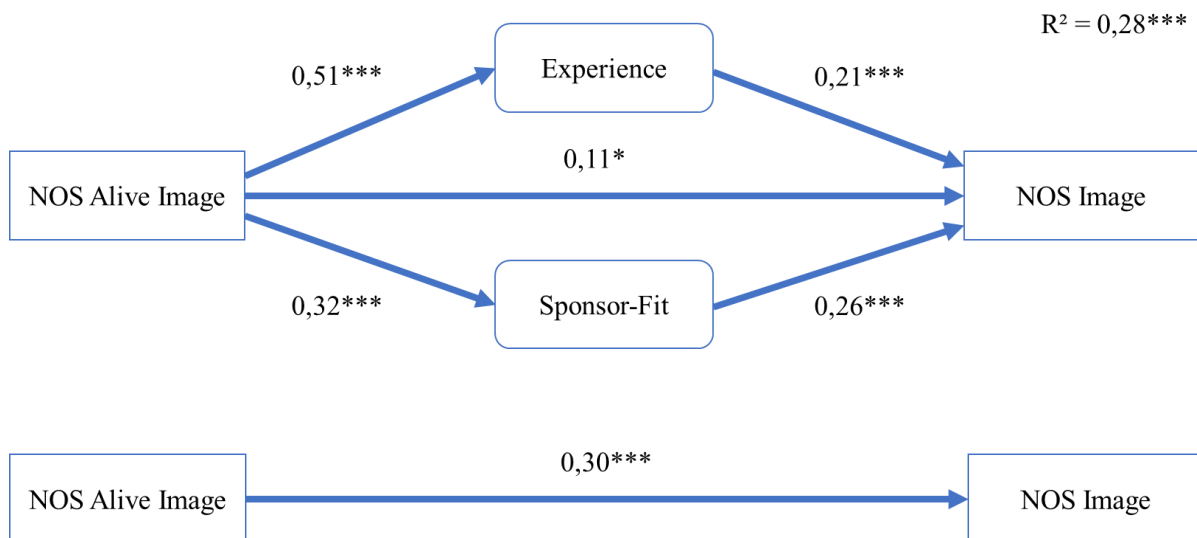 R² = 0,28***
Experience
0,51***
0,21***
0,11*
NOS Alive Image
NOS Image
Sponsor-Fit
0,32***
0,26***
0,30***
NOS Alive Image
NOS Image